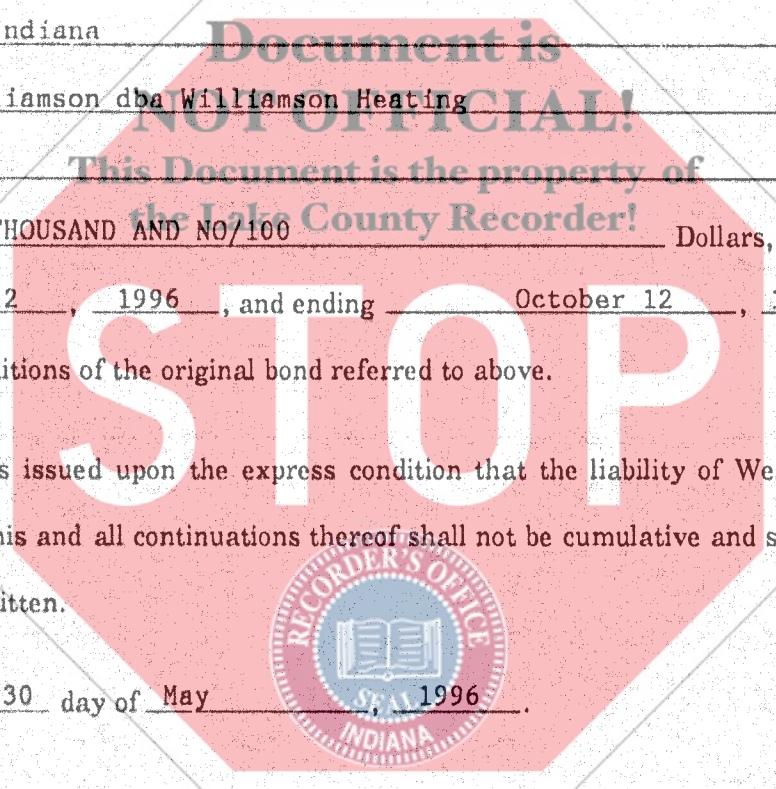 ndiana
Document is
iamson dba Williamson Heating
NOT OFFICIAL!
This Document is the property of
the Lake County Recorder!
HOUSAND AND NO/100 Dollars,
2 , 1996 , and ending October 12 ,
STOP
itions of the original bond referred to above.
s issued upon the express condition that the liability of We
nis and all continuations thereof shall not be cumulative and s
itten.
RECORDER'S OFFICE
30 day of May , 1996 .
SEAL
INDIANA